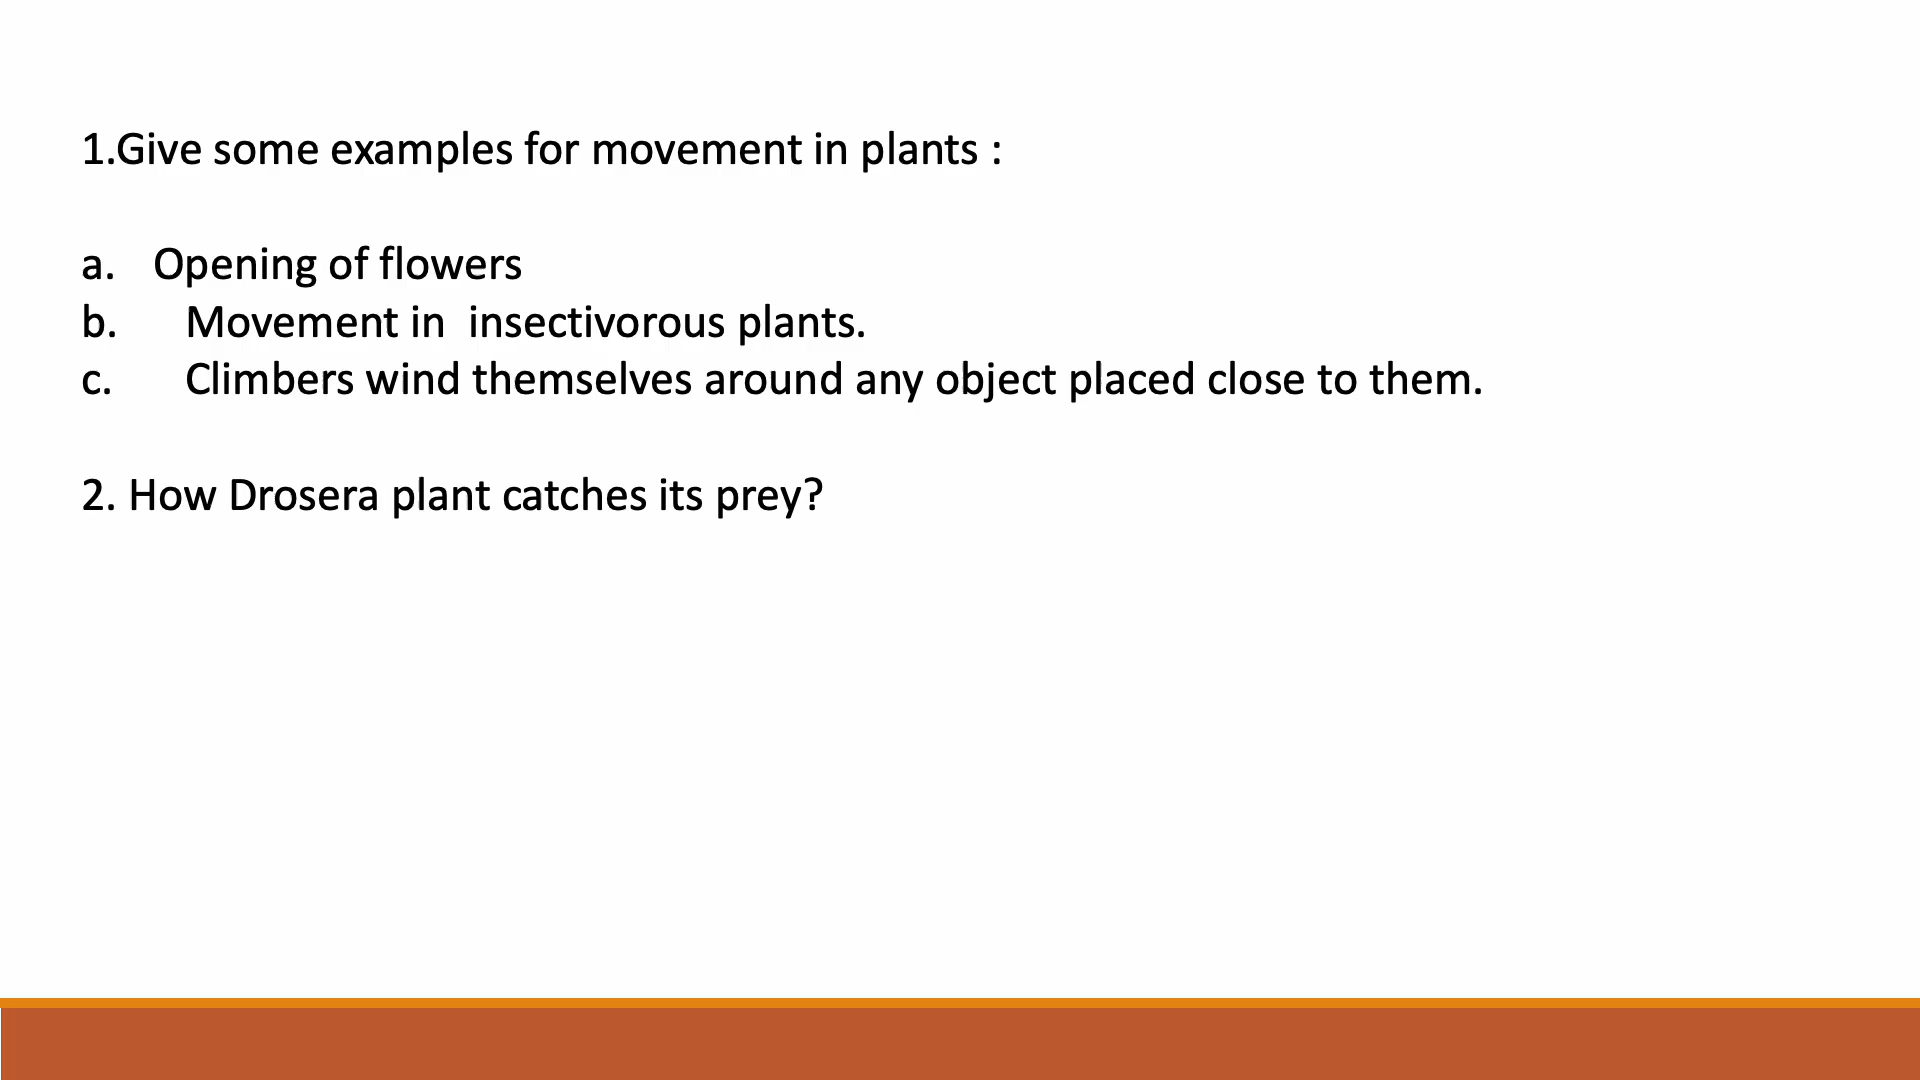 1.Give some examples for movement in plants :
a. Opening of flowers
b. Movement in  insectivorous plants.
c. Climbers wind themselves around any object placed close to them.
2. How Drosera plant catches its prey?